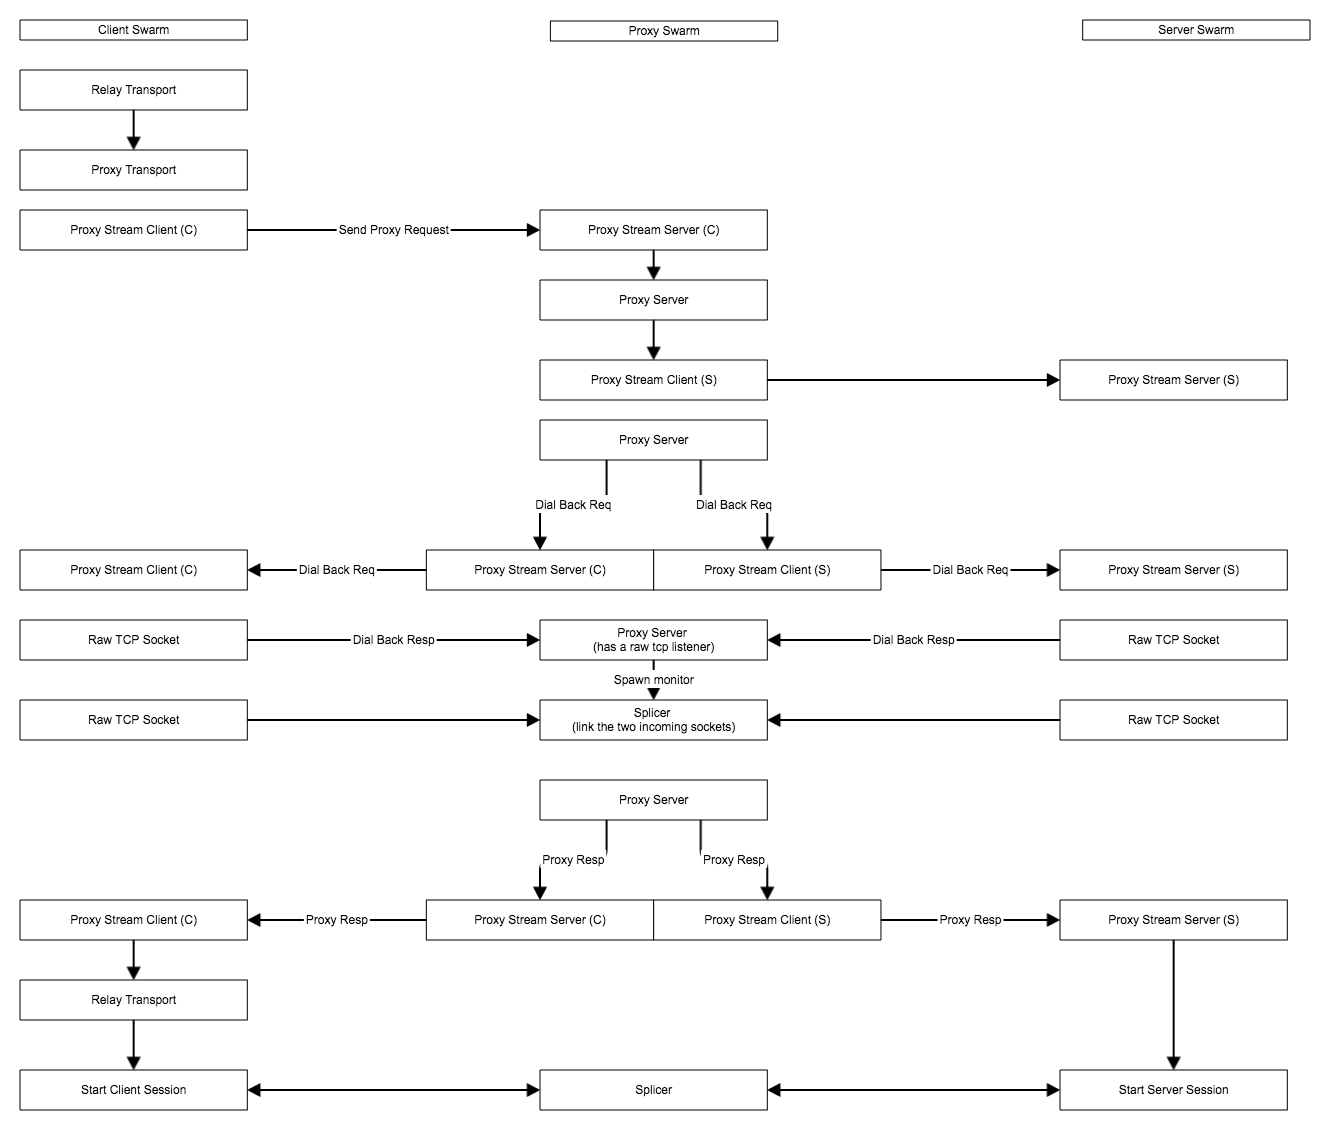 Client Swarm
Proxy Swarm
Server Swarm
Relay Transport
Proxy Transport
Proxy Stream Client (C)
Send Proxy Request
Proxy Stream Server (C)
Proxy Server
Proxy Stream Client (S)
Proxy Stream Server (S)
Proxy Server
Dial Back Req
Dial Back Req
Proxy Stream Client (C)
Dial Back Req
Proxy Stream Server (C)
Proxy Stream Client (S)
Dial Back Req
Proxy Stream Server (S)
Raw TCP Socket
Dial Back Resp
Proxy Server
(has a raw tcp listener)
Dial Back Resp
Raw TCP Socket
Spawn monitor
Raw TCP Socket
Splicer
(link the two incoming sockets)
Raw TCP Socket
Proxy Server
Proxy Resp
Proxy Resp
Proxy Stream Client (C)
Proxy Resp
Proxy Stream Server (C)
Proxy Stream Client (S)
Proxy Resp
Proxy Stream Server (S)
Relay Transport
Start Client Session
Splicer
Start Server Session